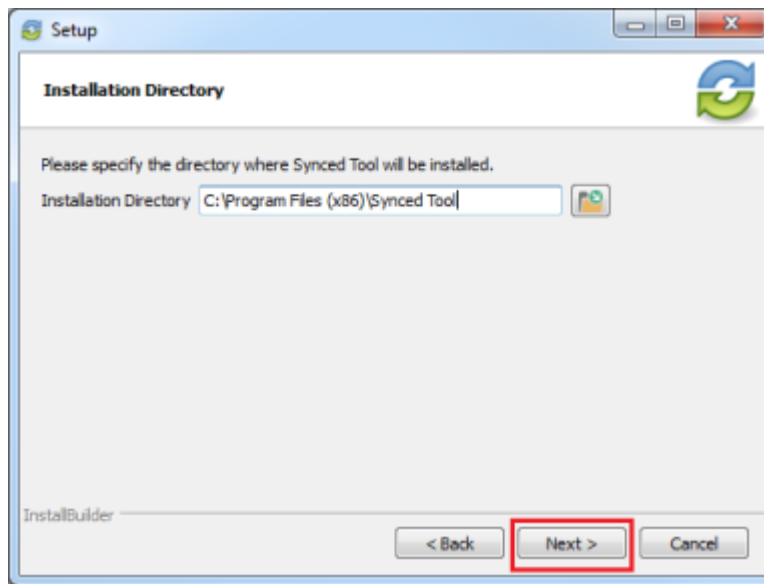 Setup
Installation Directory
Please specify the directory where Synced Tool will be installed.
Installation Directory C:\Program Files (x86)\Synced Tool
InstallBuilder
< Back Next > Cancel